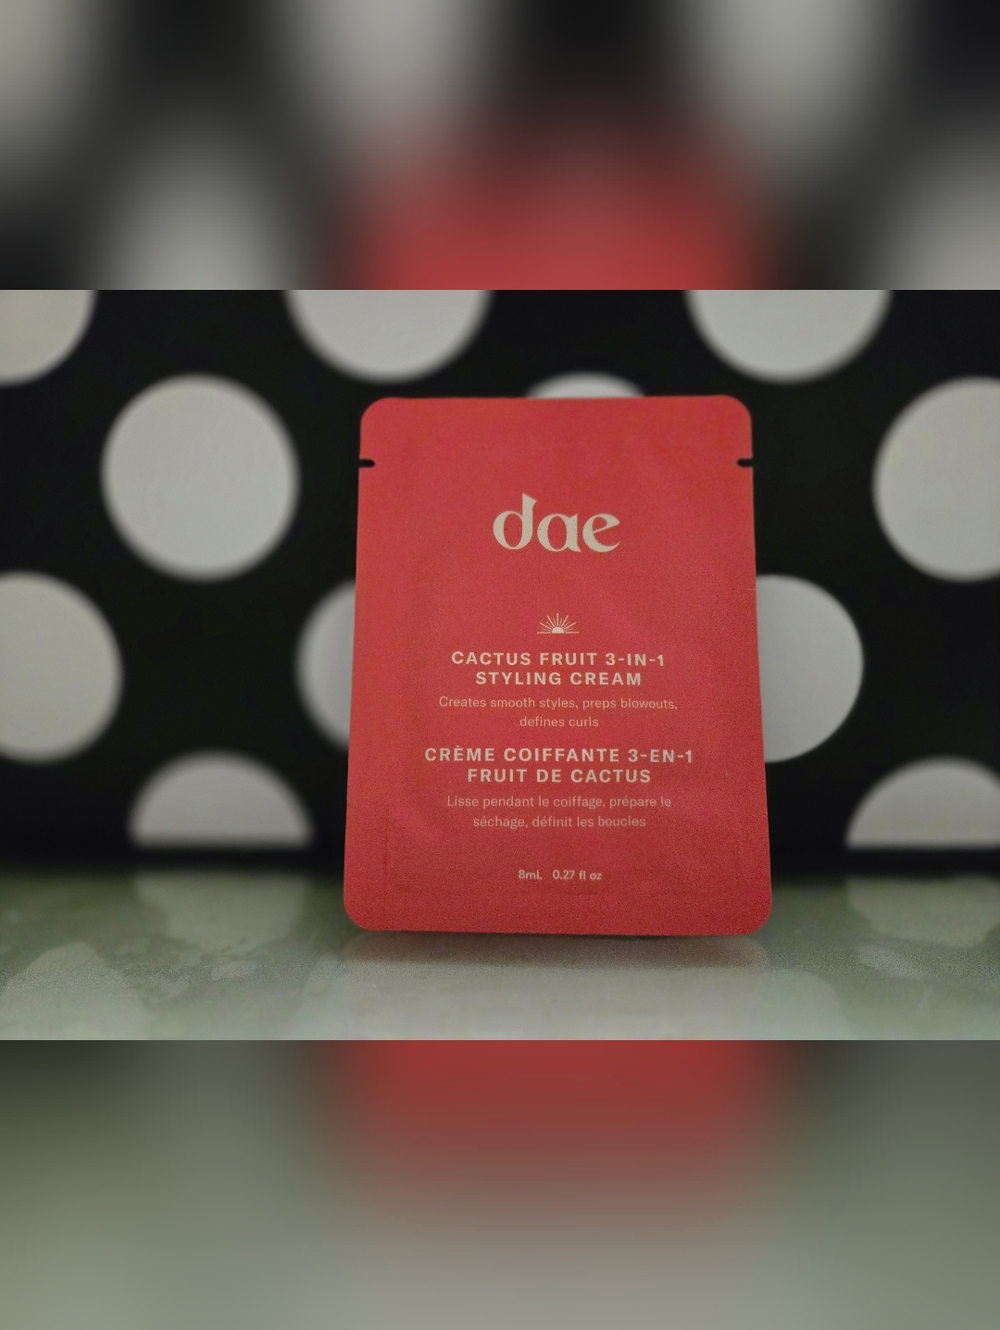 dae
CACTUS FRUIT 3-IN-1
STYLING CREAM
Creates smooth styles, preps blowouts,
defines curls
CRÈME COIFFANTE 3-EN-1
FRUIT DE CACTUS
Lisse pendant le coiffage, prépare le
séchage, définit les boucles
8mL 0.27 fl oz